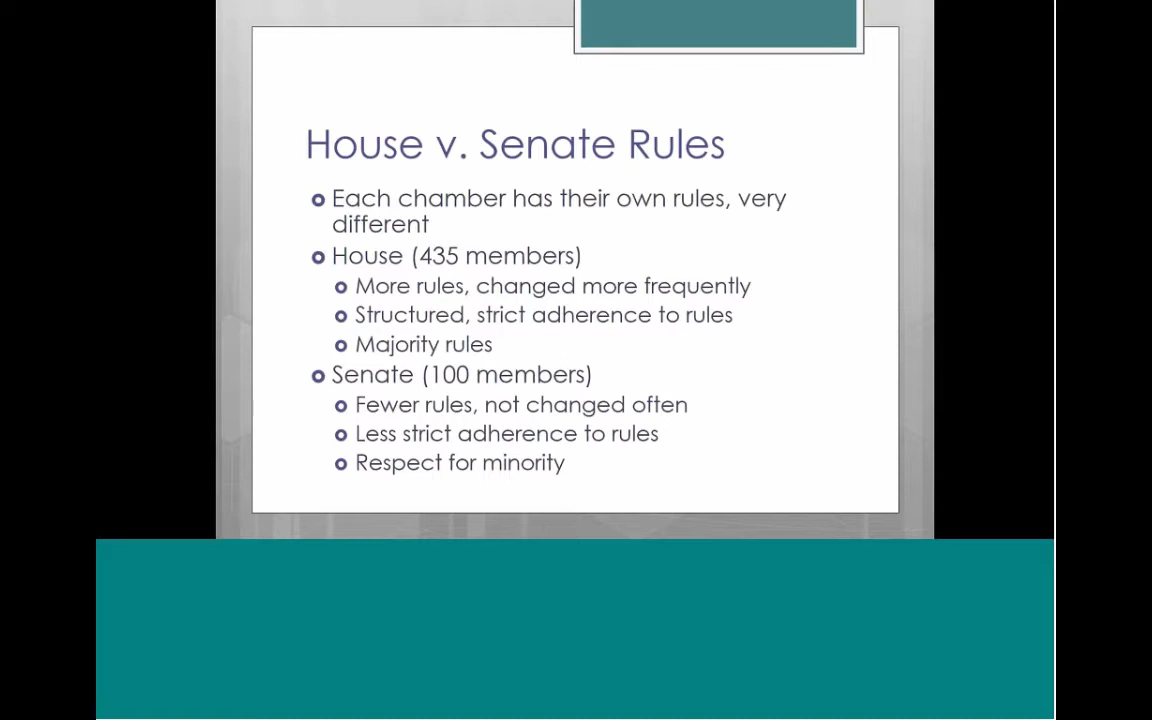 House v. Senate Rules
Each chamber has their own rules, very
different
House (435 members)
More rules, changed more frequently
Structured, strict adherence to rules
Majority rules
Senate (100 members)
Fewer rules, not changed often
Less strict adherence to rules
Respect for minority